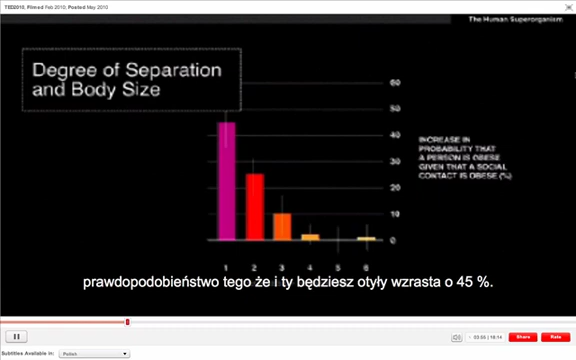 TED2010, Filmed Feb 2010, Posted May 2010
The Human Superorganism
Degree of Separation
and Body Size
60
50
40
30
20
10
0
INCREASE IN
PROBABILITY THAT
A PERSON IS OBESE
GIVEN THAT A SOCIAL
CONTACT IS OBESE (%)
1 2 3 4 5 6
prawdopodobieństwo tego że i ty będziesz otyły wzrasta o 45 %.
03:56 | 18:14
Share
Rate
Subtitles Available in:
Polish